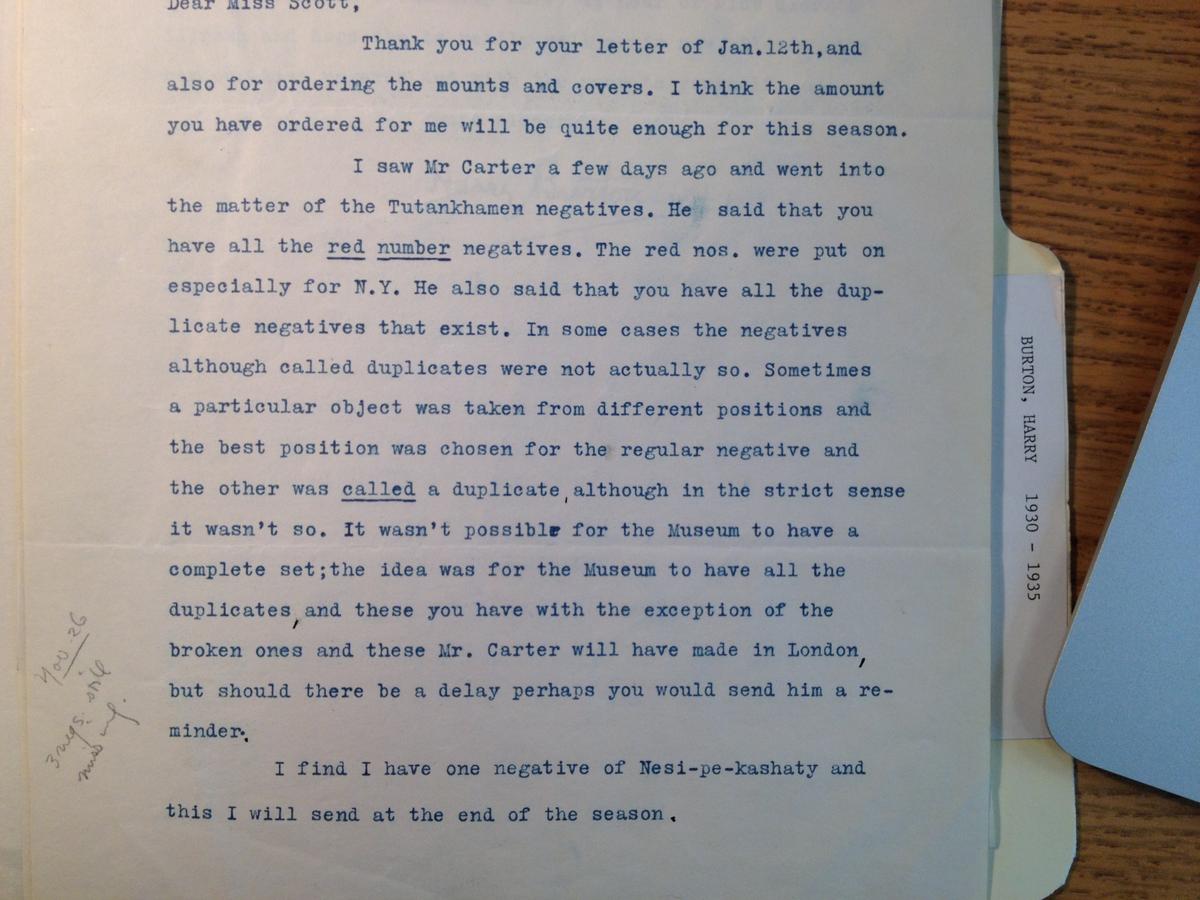 Dear Miss Scott,
Thank you for your letter of Jan.12th,and
also for ordering the mounts and covers. I think the amount
you have ordered for me will be quite enough for this season.
I saw Mr Carter a few days ago and went into
the matter of the Tutankhamen negatives. He said that you
have all the red number negatives. The red nos. were put on
especially for N.Y. He also said that you have all the dup-
licate negatives that exist. In some cases the negatives
although called duplicates were not actually so. Sometimes
a particular object was taken from different positions and
the best position was chosen for the regular negative and
the other was called a duplicate,although in the strict sense
it wasn't so. It wasn't possible for the Museum to have a
complete set;the idea was for the Museum to have all the
duplicates,and these you have with the exception of the
broken ones and these Mr. Carter will have made in London,
but should there be a delay perhaps you would send him a re-
minder.
I find I have one negative of Nesi-pe-kashaty and
this I will send at the end of the season.
3 negs. still
missing.
BURTON, HARRY 1930 - 1935